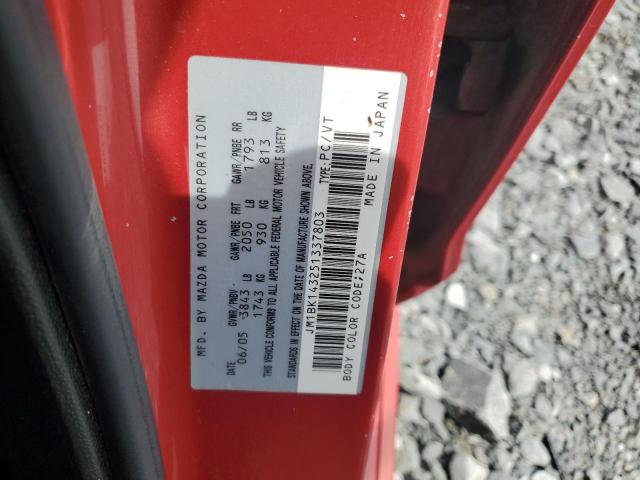 MFD. BY MAZDA MOTOR CORPORATION
DATE GVWR/PNBV: GAWR/PNBE FRT GAWR/PNBE RR
06/05 3843 LB 2050 LB 1793 LB
1743 KG 930 KG 813 KG
THIS VEHICLE CONFORMS TO ALL APPLICABLE FEDERAL MOTOR VEHICLE SAFETY
STANDARDS IN EFFECT ON THE DATE OF MANUFACTURE SHOWN ABOVE.
JM1BK143251337803 TYPE:PC/VT
BODY COLOR CODE;27A MADE IN JAPAN